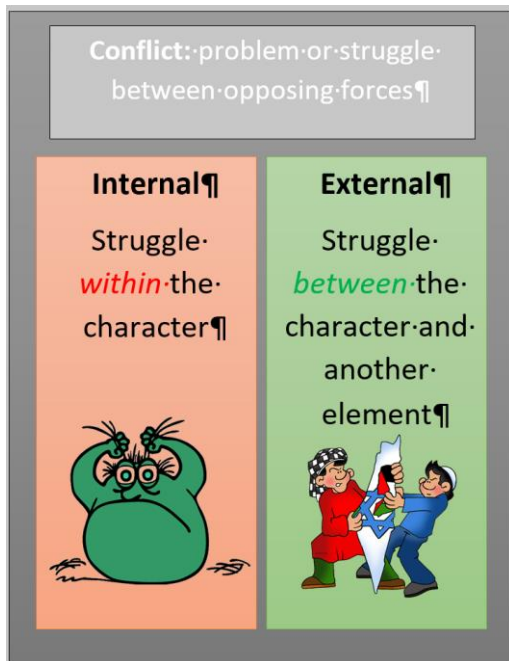 Conflict:·problem·or·struggle·
between·opposing·forces¶
Internal¶
Struggle·
within·the·
character¶
External¶
Struggle·
between·the·
character·and·
another·
element¶